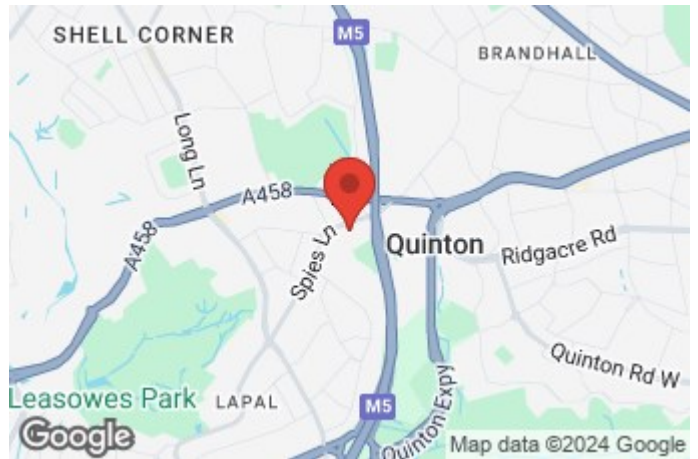 SHELL CORNER
M5
BRANDHALL
Long Ln
A458
A458
Spies Ln
Quinton
Ridgacre Rd
Quinton Rd W
Leasowes Park
LAPAL
M5
Quinton Expy
Google
Map data ©2024 Google